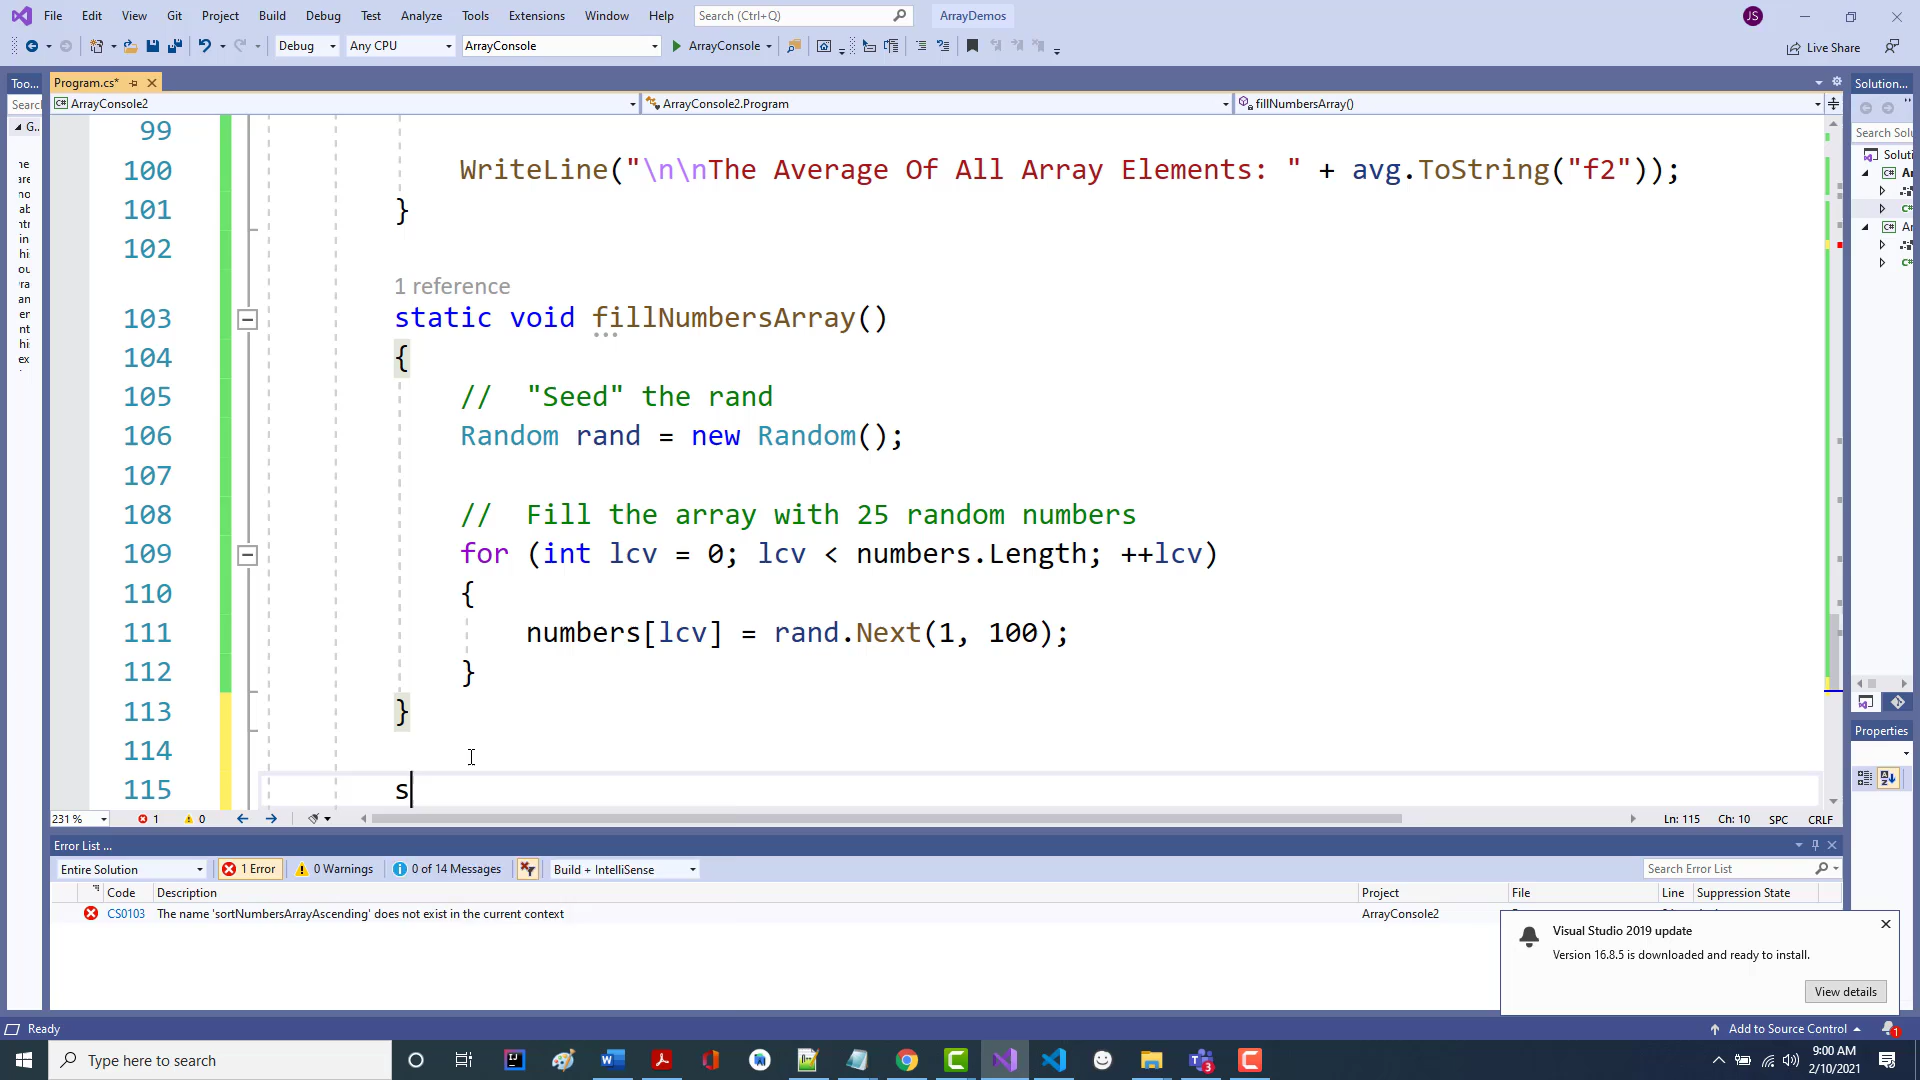 File Edit View Git Project Build Debug Test Analyze Tools Extensions Window Help Search (Ctrl+Q) ArrayDemos JS
Debug Any CPU ArrayConsole ArrayConsole Live Share
Too... Program.cs* Solution...
Searc ArrayConsole2 ArrayConsole2.Program fillNumbersArray()
G.. Search Solu
99
100 WriteLine("\n\nThe Average Of All Array Elements: " + avg.ToString("f2"));
101 }
102
1 reference
103 static void fillNumbersArray()
104 {
105 // "Seed" the rand
106 Random rand = new Random();
107
108 // Fill the array with 25 random numbers
109 for (int lcv = 0; lcv < numbers.Length; ++lcv)
110 {
111 numbers[lcv] = rand.Next(1, 100);
112 }
113 }
114
115 s
Soluti
Properties
231 % 1 0 Ln: 115 Ch: 10 SPC CRLF
Error List ...
Entire Solution 1 Error 0 Warnings 0 of 14 Messages Build + IntelliSense Search Error List
Code Description Project File Line Suppression State
CS0103 The name 'sortNumbersArrayAscending' does not exist in the current context ArrayConsole2
Visual Studio 2019 update
Version 16.8.5 is downloaded and ready to install.
View details
Ready Add to Source Control 1
Type here to search 9:00 AM
2/10/2021